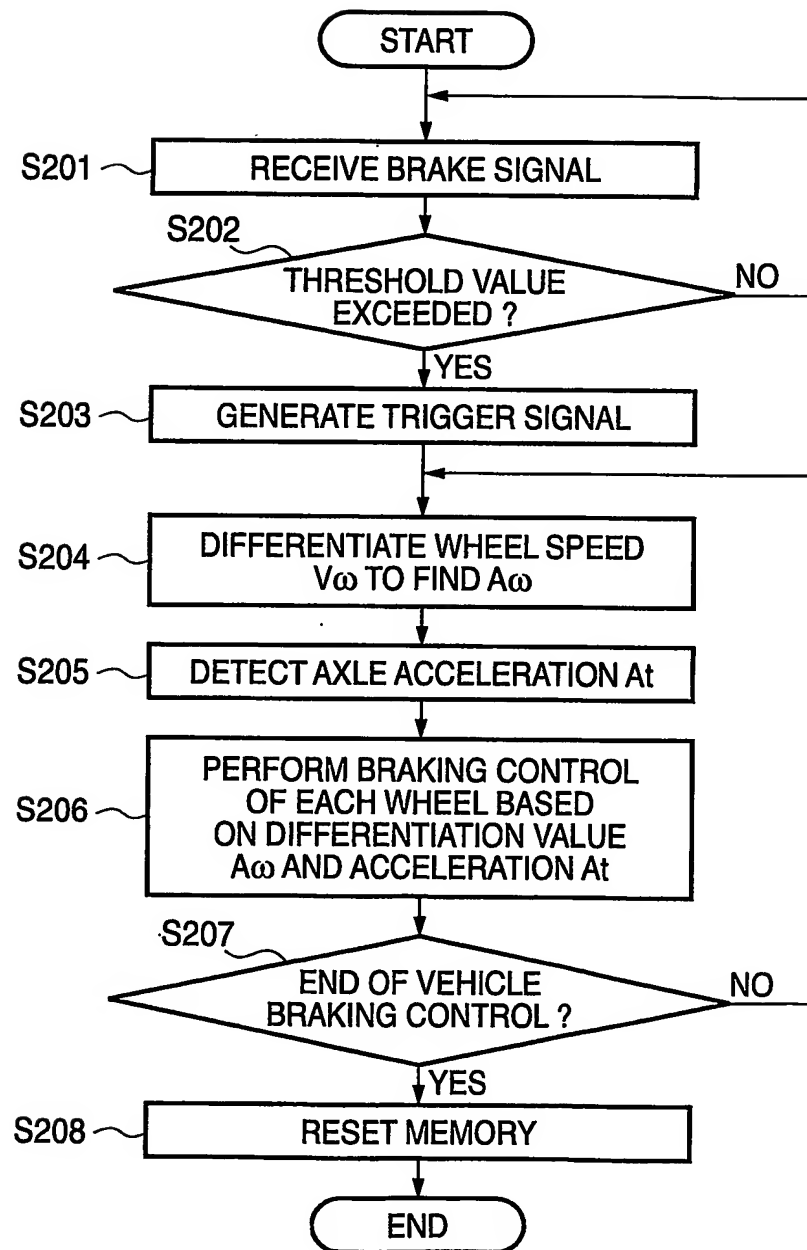 START
S201
RECEIVE BRAKE SIGNAL
S202
THRESHOLD VALUE
EXCEEDED ?
NO
YES
S203
GENERATE TRIGGER SIGNAL
S204
DIFFERENTIATE WHEEL SPEED
Vω TO FIND Aω
S205
DETECT AXLE ACCELERATION At
S206
PERFORM BRAKING CONTROL
OF EACH WHEEL BASED
ON DIFFERENTIATION VALUE
Aω AND ACCELERATION At
S207
END OF VEHICLE
BRAKING CONTROL ?
NO
YES
S208
RESET MEMORY
END